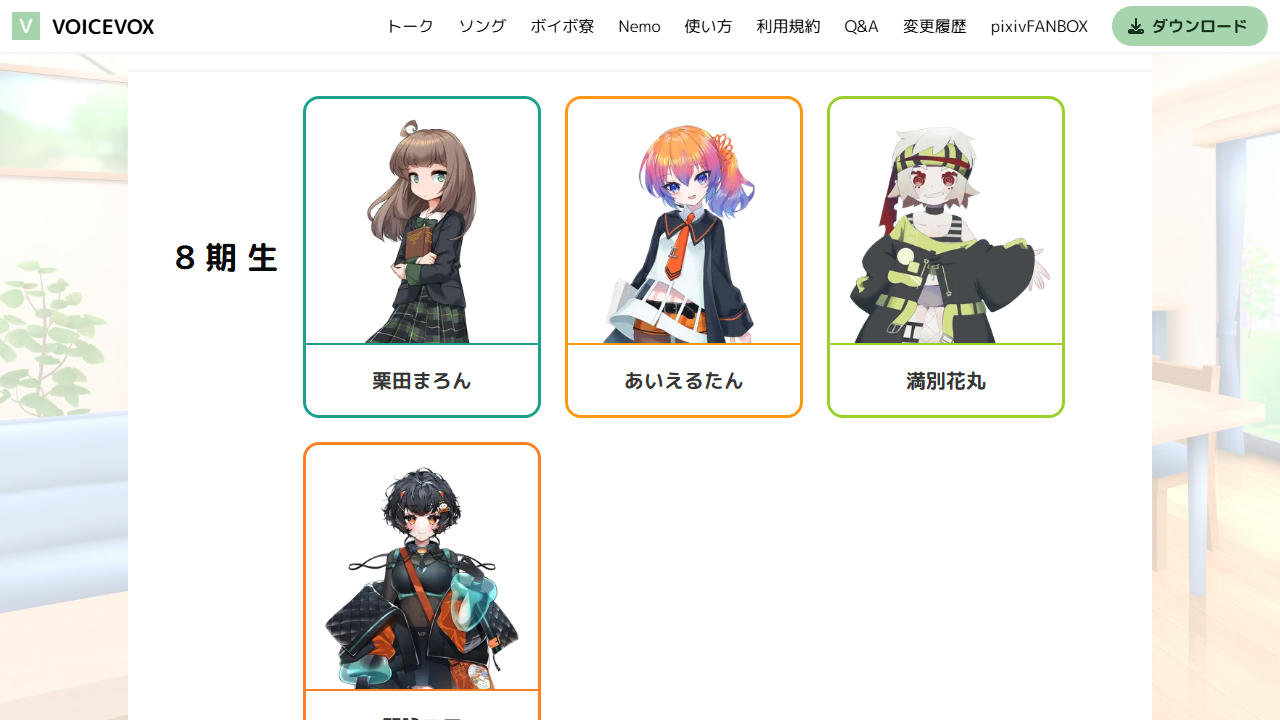 V VOICEVOX
トーク ソング ボイボ寮 Nemo 使い方 利用規約 Q&A 変更履歴 pixivFANBOX ダウンロード
8期生
栗田まろん
あいえるたん
満別花丸